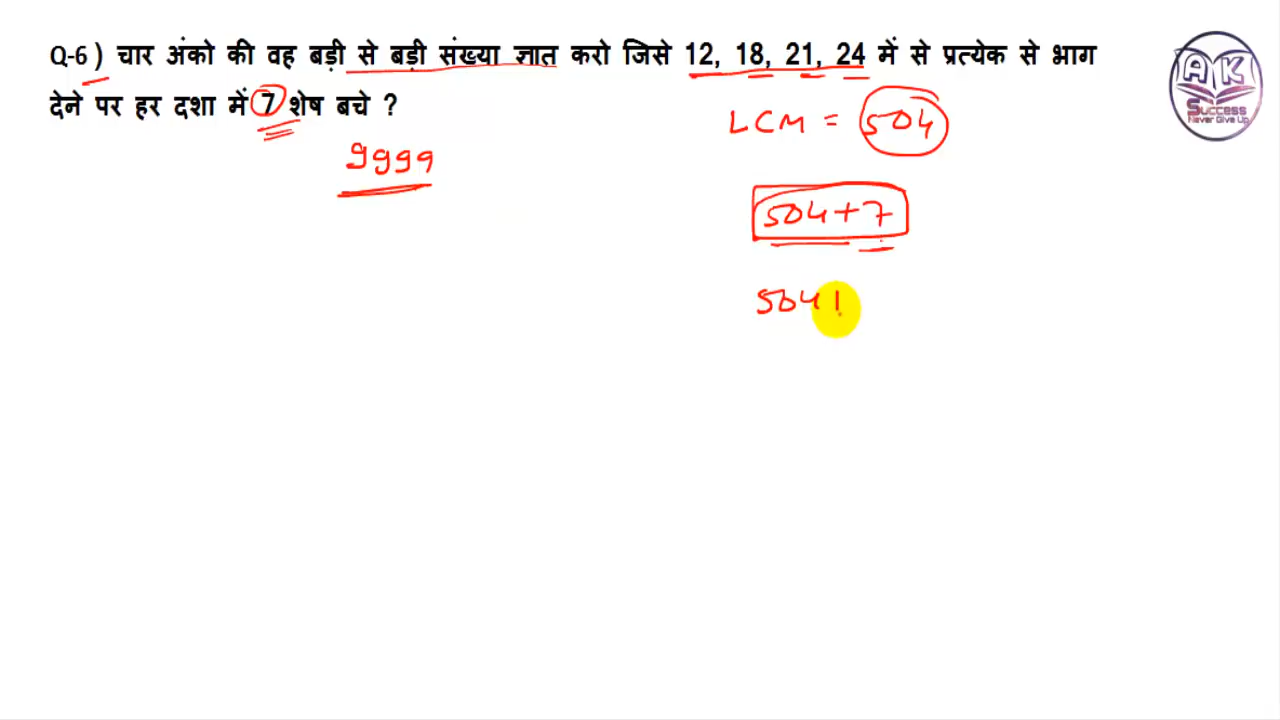 Q-6 ) चार अंको की वह बड़ी से बड़ी संख्या ज्ञात करो जिसे 12, 18, 21, 24 में से प्रत्येक से भाग
देने पर हर दशा में 7 शेष बचे ?
LCM = 504
9999
504+7
504
AK
Success
Never Give Up